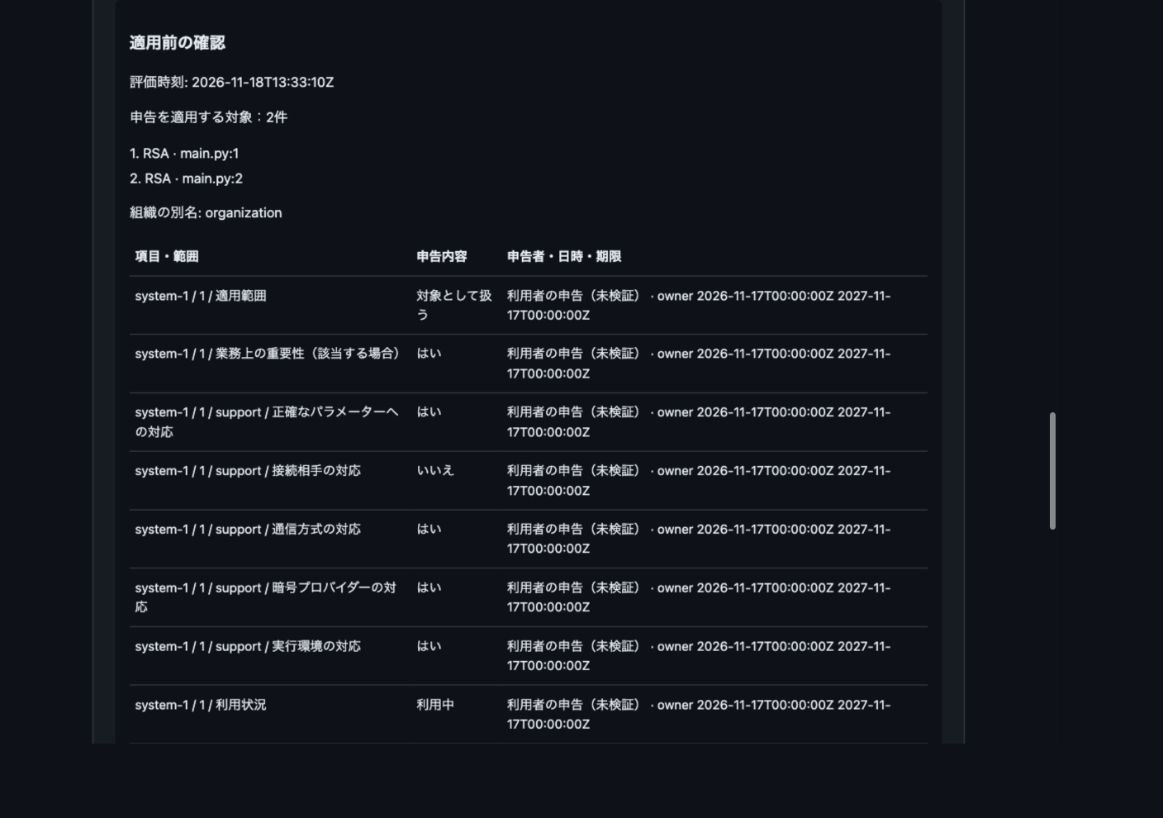 適用前の確認
評価時刻: 2026-11-18T13:33:10Z
申告を適用する対象：2件
1. RSA · main.py:1
2. RSA · main.py:2
組織の別名: organization
項目・範囲 申告内容 申告者・日時・期限
system-1 / 1 / 適用範囲 対象として扱 利用者の申告（未検証） · owner 2026-11-17T00:00:00Z 2027-11-
う 17T00:00:00Z
system-1 / 1 / 業務上の重要性（該当する場合） はい 利用者の申告（未検証） · owner 2026-11-17T00:00:00Z 2027-11-
17T00:00:00Z
system-1 / 1 / support / 正確なパラメーターへ はい 利用者の申告（未検証） · owner 2026-11-17T00:00:00Z 2027-11-
の対応 17T00:00:00Z
system-1 / 1 / support / 接続相手の対応 いいえ 利用者の申告（未検証） · owner 2026-11-17T00:00:00Z 2027-11-
17T00:00:00Z
system-1 / 1 / support / 通信方式の対応 はい 利用者の申告（未検証） · owner 2026-11-17T00:00:00Z 2027-11-
17T00:00:00Z
system-1 / 1 / support / 暗号プロバイダーの対 はい 利用者の申告（未検証） · owner 2026-11-17T00:00:00Z 2027-11-
応 17T00:00:00Z
system-1 / 1 / support / 実行環境の対応 はい 利用者の申告（未検証） · owner 2026-11-17T00:00:00Z 2027-11-
17T00:00:00Z
system-1 / 1 / 利用状況 利用中 利用者の申告（未検証） · owner 2026-11-17T00:00:00Z 2027-11-
17T00:00:00Z